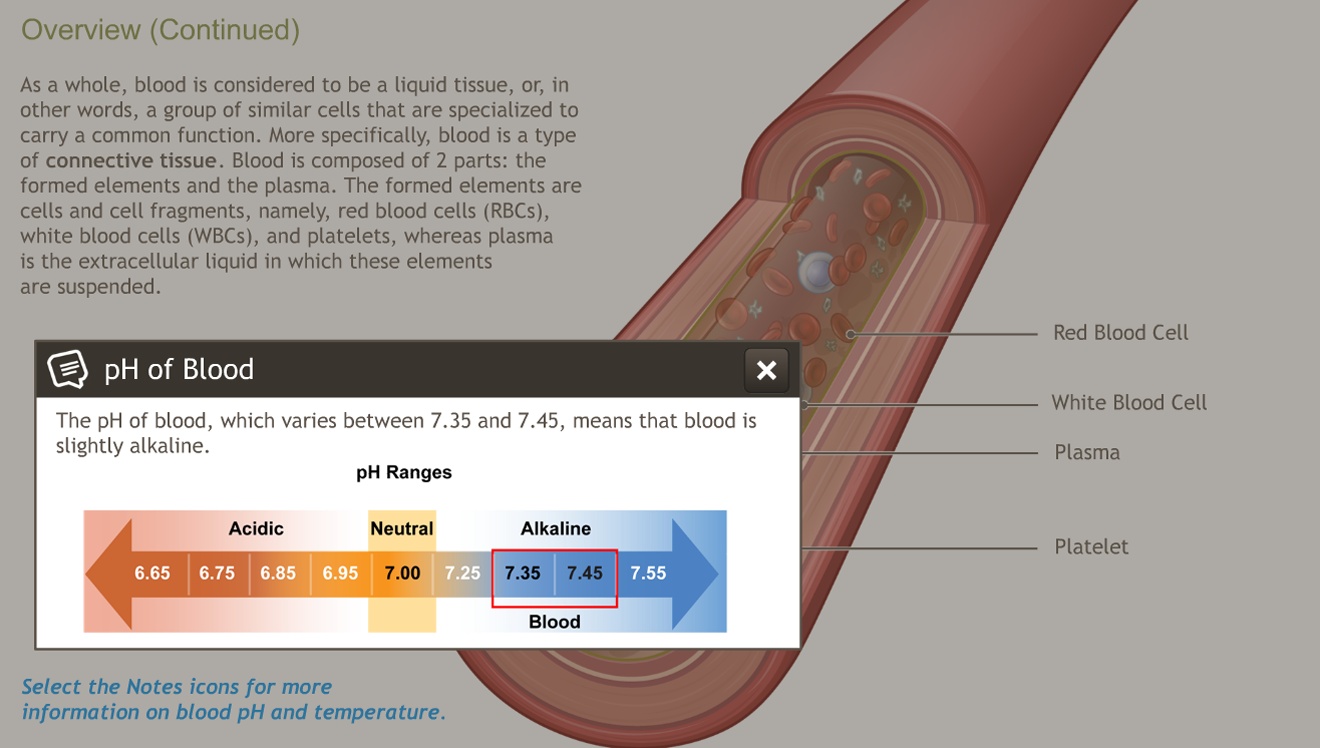 Overview (Continued)
As a whole, blood is considered to be a liquid tissue, or, in
other words, a group of similar cells that are specialized to
carry a common function. More specifically, blood is a type
of connective tissue. Blood is composed of 2 parts: the
formed elements and the plasma. The formed elements are
cells and cell fragments, namely, red blood cells (RBCs),
white blood cells (WBCs), and platelets, whereas plasma
is the extracellular liquid in which these elements
are suspended.
Red Blood Cell
White Blood Cell
Plasma
Platelet
pH of Blood
The pH of blood, which varies between 7.35 and 7.45, means that blood is
slightly alkaline.
pH Ranges
Acidic Neutral Alkaline
6.65 6.75 6.85 6.95 7.00 7.25 7.35 7.45 7.55
Blood
Select the Notes icons for more
information on blood pH and temperature.